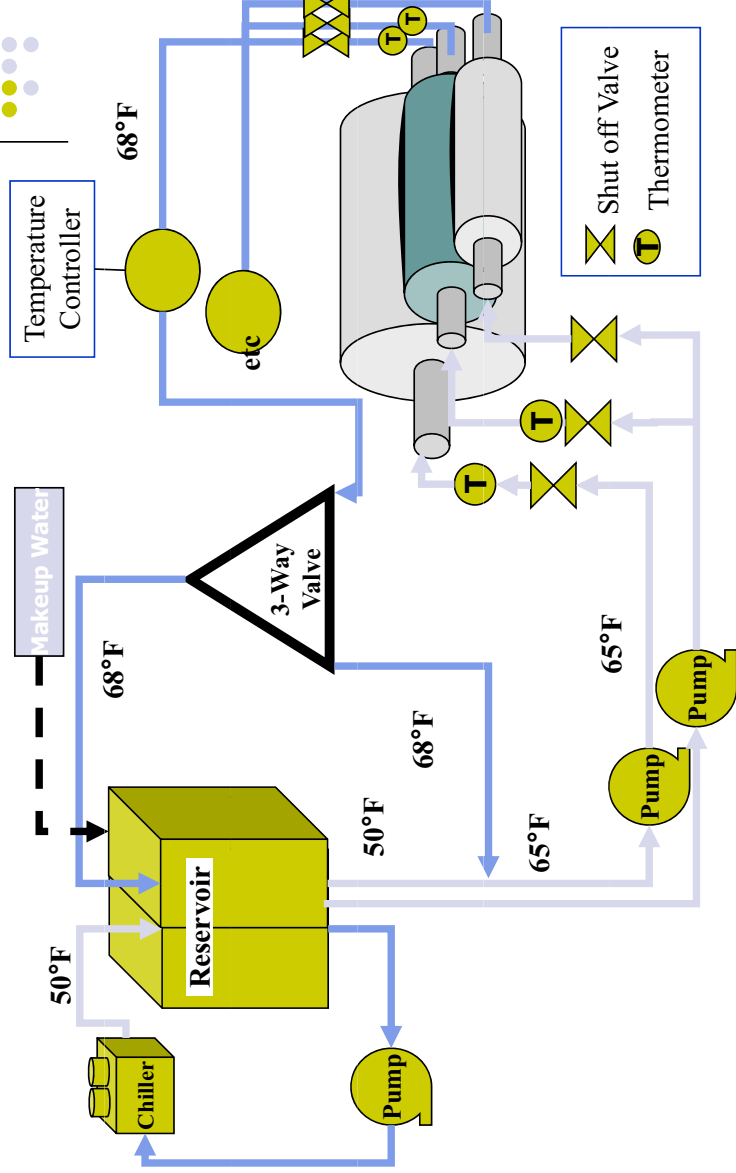 Makeup Water
Temperature
Controller
50°F
68°F
68°F
etc
Chiller
Reservoir
3-Way
Valve
50°F
68°F
T
T
Pump
65°F
T
T
65°F
Pump
Pump
Shut off Valve
T
Thermometer